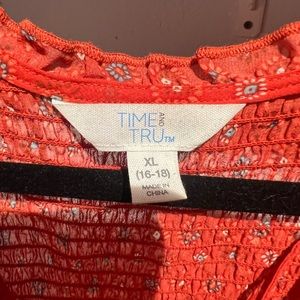 TIME AND
TRU™
XL
(16-18)
MADE IN
CHINA